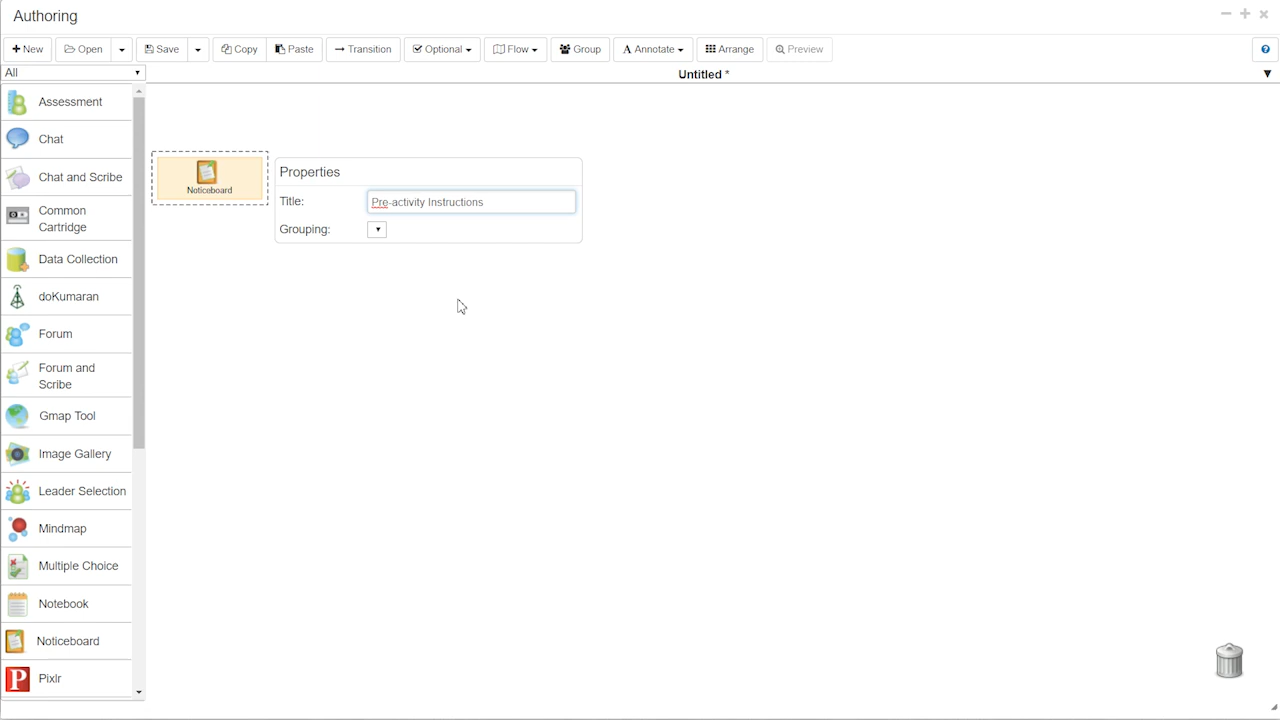 Authoring
New
Open
Save
Copy
Paste
Transition
Optional
Flow
Group
Annotate
Arrange
Preview
All
Untitled *
Assessment
Chat
Chat and Scribe
Common
Cartridge
Data Collection
doKumaran
Forum
Forum and
Scribe
Gmap Tool
Image Gallery
Leader Selection
Mindmap
Multiple Choice
Notebook
Noticeboard
Pixlr
Noticeboard
Properties
Title:
Pre-activity Instructions
Grouping: